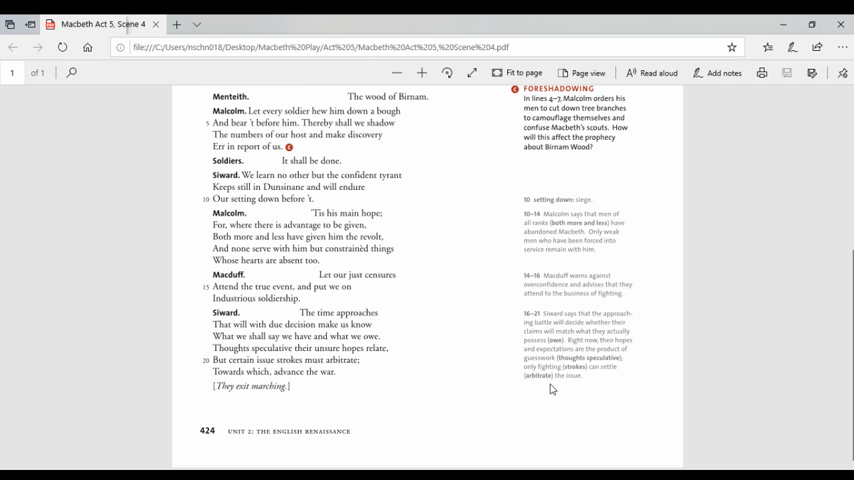 Macbeth Act 5, Scene 4
file:///C:/Users/nschn018/Desktop/Macbeth%20Play/Act%205/Macbeth%20Act%205,%20Scene%204.pdf
1 of 1
Fit to page
Page view
Read aloud
Add notes
Menteith. The wood of Birnam.
Malcolm. Let every soldier hew him down a bough
5 And bear 't before him. Thereby shall we shadow
The numbers of our host and make discovery
Err in report of us. C
Soldiers. It shall be done.
Siward. We learn no other but the confident tyrant
Keeps still in Dunsinane and will endure
10 Our setting down before 't.
Malcolm. 'Tis his main hope;
For, where there is advantage to be given,
Both more and less have given him the revolt,
And none serve with him but constrainèd things
Whose hearts are absent too.
Macduff. Let our just censures
15 Attend the true event, and put we on
Industrious soldiership.
Siward. The time approaches
That will with due decision make us know
What we shall say we have and what we owe.
Thoughts speculative their unsure hopes relate,
20 But certain issue strokes must arbitrate;
Towards which, advance the war.
[They exit marching.]
C FORESHADOWING
In lines 4–7, Malcolm orders his
men to cut down tree branches
to camouflage themselves and
confuse Macbeth's scouts. How
will this affect the prophecy
about Birnam Wood?
10 setting down: siege.
10–14 Malcolm says that men of
all ranks (both more and less) have
abandoned Macbeth. Only weak
men who have been forced into
service remain with him.
14–16 Macduff warns against
overconfidence and advises that they
attend to the business of fighting.
16–21 Siward says that the approach-
ing battle will decide whether their
claims will match what they actually
possess (owe). Right now, their hopes
and expectations are the product of
guesswork (thoughts speculative);
only fighting (strokes) can settle
(arbitrate) the issue.
424 UNIT 2: THE ENGLISH RENAISSANCE